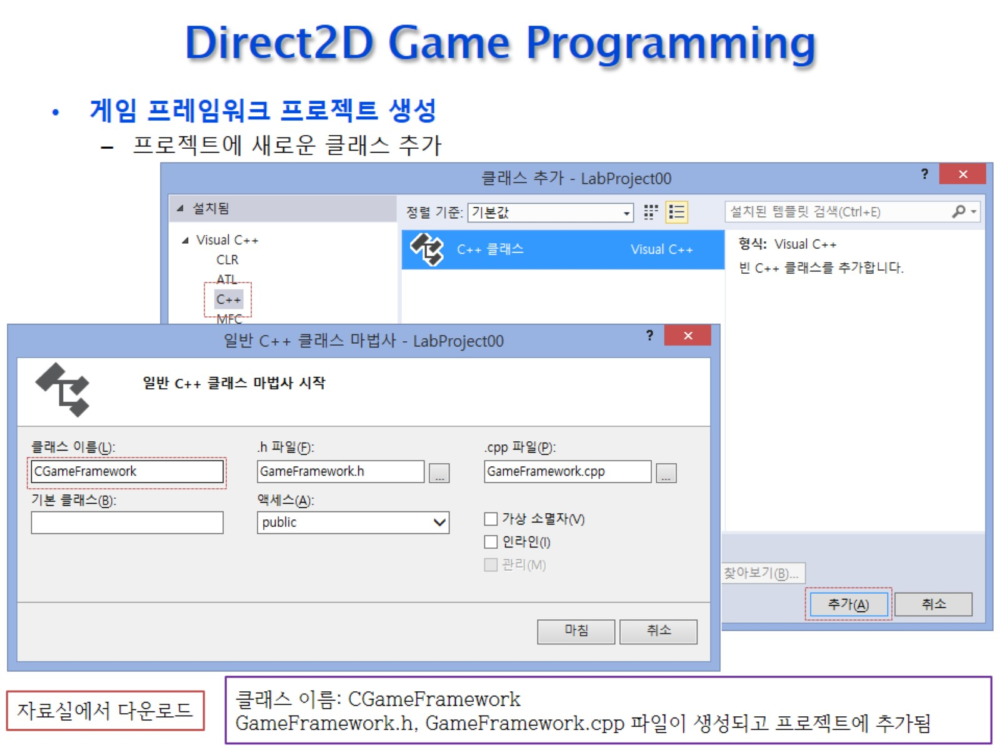 Direct2D Game Programming
• 게임 프레임워크 프로젝트 생성
– 프로젝트에 새로운 클래스 추가
클래스 추가 - LabProject00
?
설치됨
정렬 기준: 기본값
설치된 템플릿 검색(Ctrl+E)
Visual C++
CLR
ATL
C++
MFC
C++ 클래스 Visual C++
형식: Visual C++
빈 C++ 클래스를 추가합니다.
찾아보기(B)...
추가(A) 취소
일반 C++ 클래스 마법사 - LabProject00
?
일반 C++ 클래스 마법사 시작
클래스 이름(L): .h 파일(F): .cpp 파일(P):
CGameFramework GameFramework.h ... GameFramework.cpp ...
기본 클래스(B): 액세스(A):
public
가상 소멸자(V)
인라인(I)
관리(M)
마침 취소
자료실에서 다운로드
클래스 이름: CGameFramework
GameFramework.h, GameFramework.cpp 파일이 생성되고 프로젝트에 추가됨